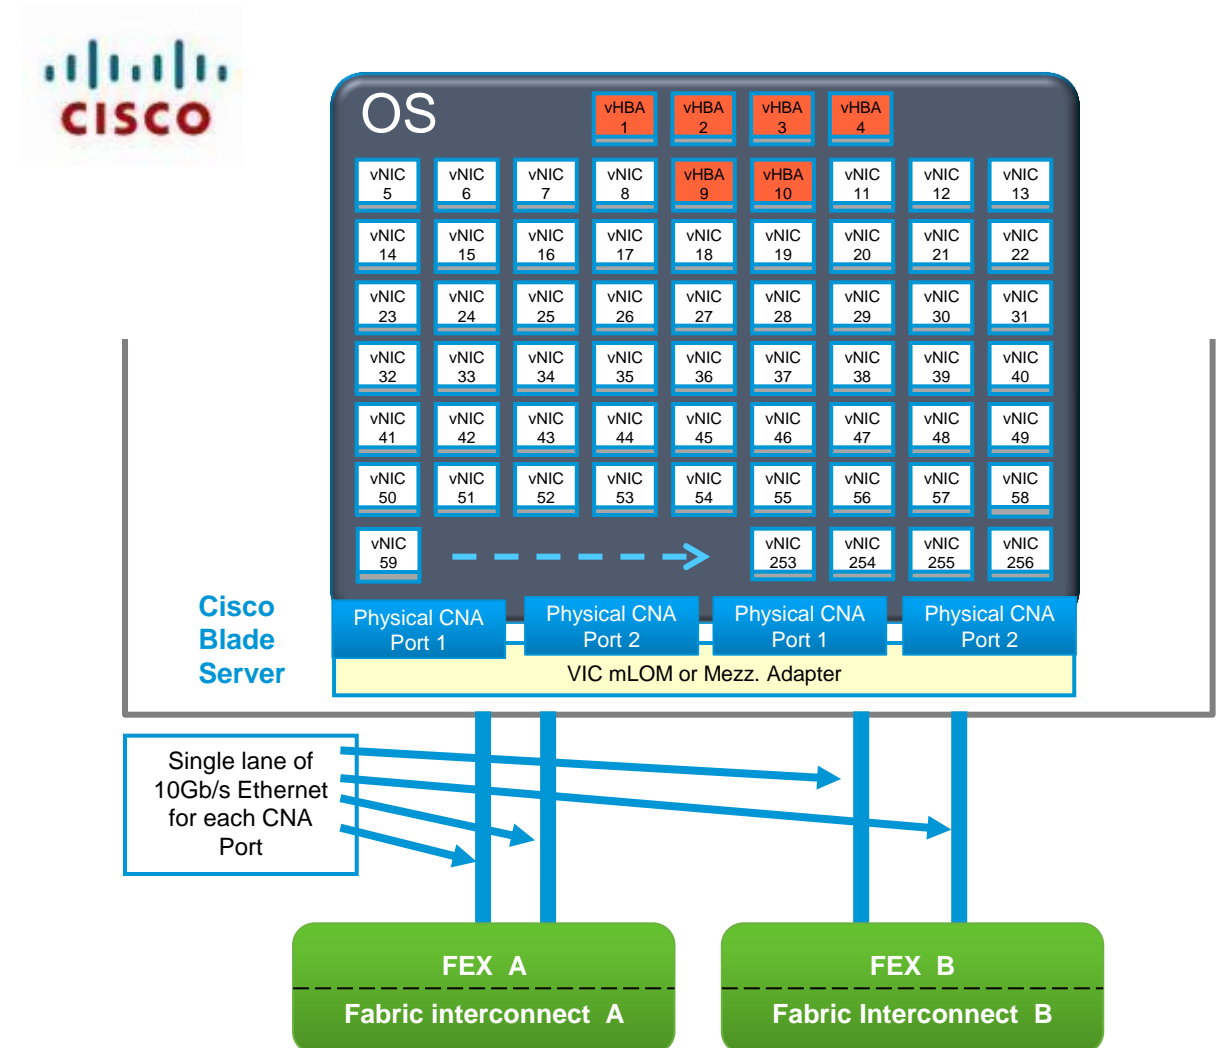 CISCO
OS
vHBA
1
vHBA
2
vHBA
3
vHBA
4
vNIC
5
vNIC
6
vNIC
7
vNIC
8
vHBA
9
vHBA
10
vNIC
11
vNIC
12
vNIC
13
vNIC
14
vNIC
15
vNIC
16
vNIC
17
vNIC
18
vNIC
19
vNIC
20
vNIC
21
vNIC
22
vNIC
23
vNIC
24
vNIC
25
vNIC
26
vNIC
27
vNIC
28
vNIC
29
vNIC
30
vNIC
31
vNIC
32
vNIC
33
vNIC
34
vNIC
35
vNIC
36
vNIC
37
vNIC
38
vNIC
39
vNIC
40
vNIC
41
vNIC
42
vNIC
43
vNIC
44
vNIC
45
vNIC
46
vNIC
47
vNIC
48
vNIC
49
vNIC
50
vNIC
51
vNIC
52
vNIC
53
vNIC
54
vNIC
55
vNIC
56
vNIC
57
vNIC
58
vNIC
59
vNIC
253
vNIC
254
vNIC
255
vNIC
256
Cisco
Blade
Server
Physical CNA
Port 1
Physical CNA
Port 2
Physical CNA
Port 1
Physical CNA
Port 2
VIC mLOM or Mezz. Adapter
Single lane of
10Gb/s Ethernet
for each CNA
Port
FEX A
Fabric interconnect A
FEX B
Fabric Interconnect B